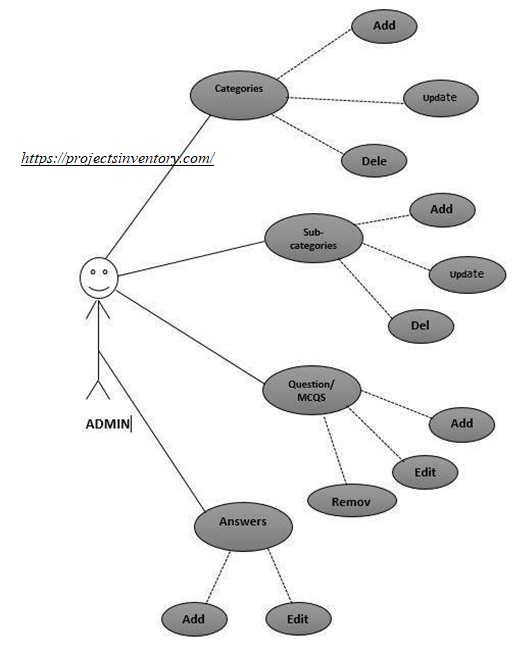 Add
Categories
Update
https://projectsinventory.com/
Dele
Add
Sub-
categories
Update
Del
Question/
MCQS
ADMIN
Add
Edit
Remov
Answers
Add
Edit